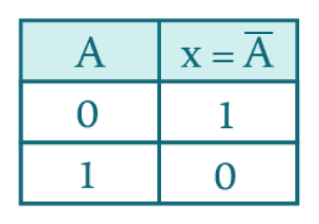 A x = A̅
0 1
1 0